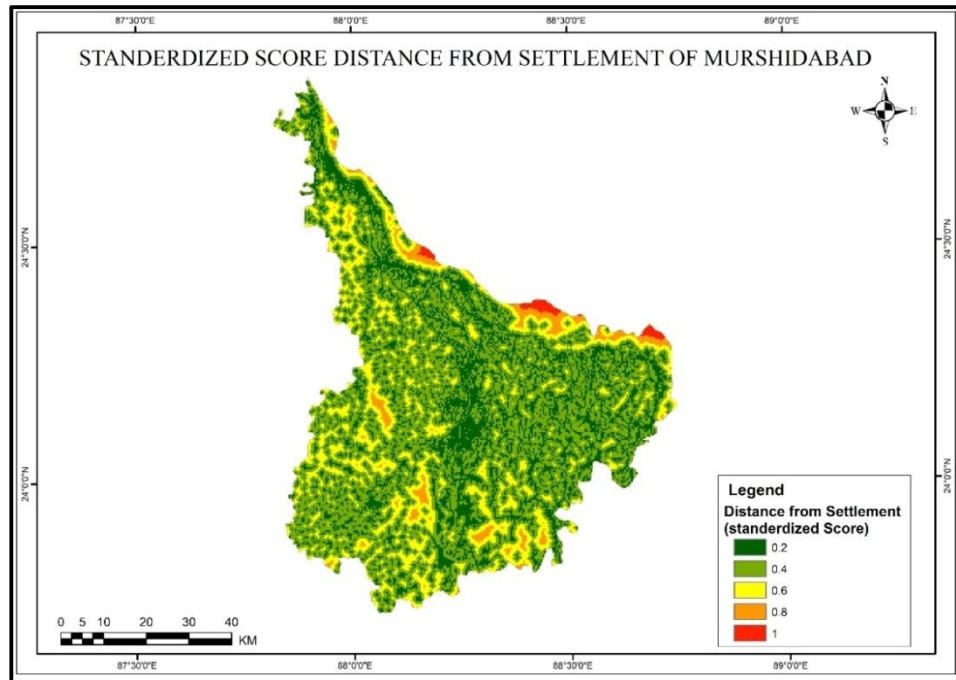 87°30'0"E 88°0'0"E 88°30'0"E 89°0'0"E
STANDERDIZED SCORE DISTANCE FROM SETTLEMENT OF MURSHIDABAD
N
W E
S
24°30'0"N 24°30'0"N
24°0'0"N 24°0'0"N
Legend
Distance from Settlement
(standerdized Score)
0.2
0.4
0.6
0.8
1
0 5 10 20 30 40
KM
87°30'0"E 88°0'0"E 88°30'0"E 89°0'0"E